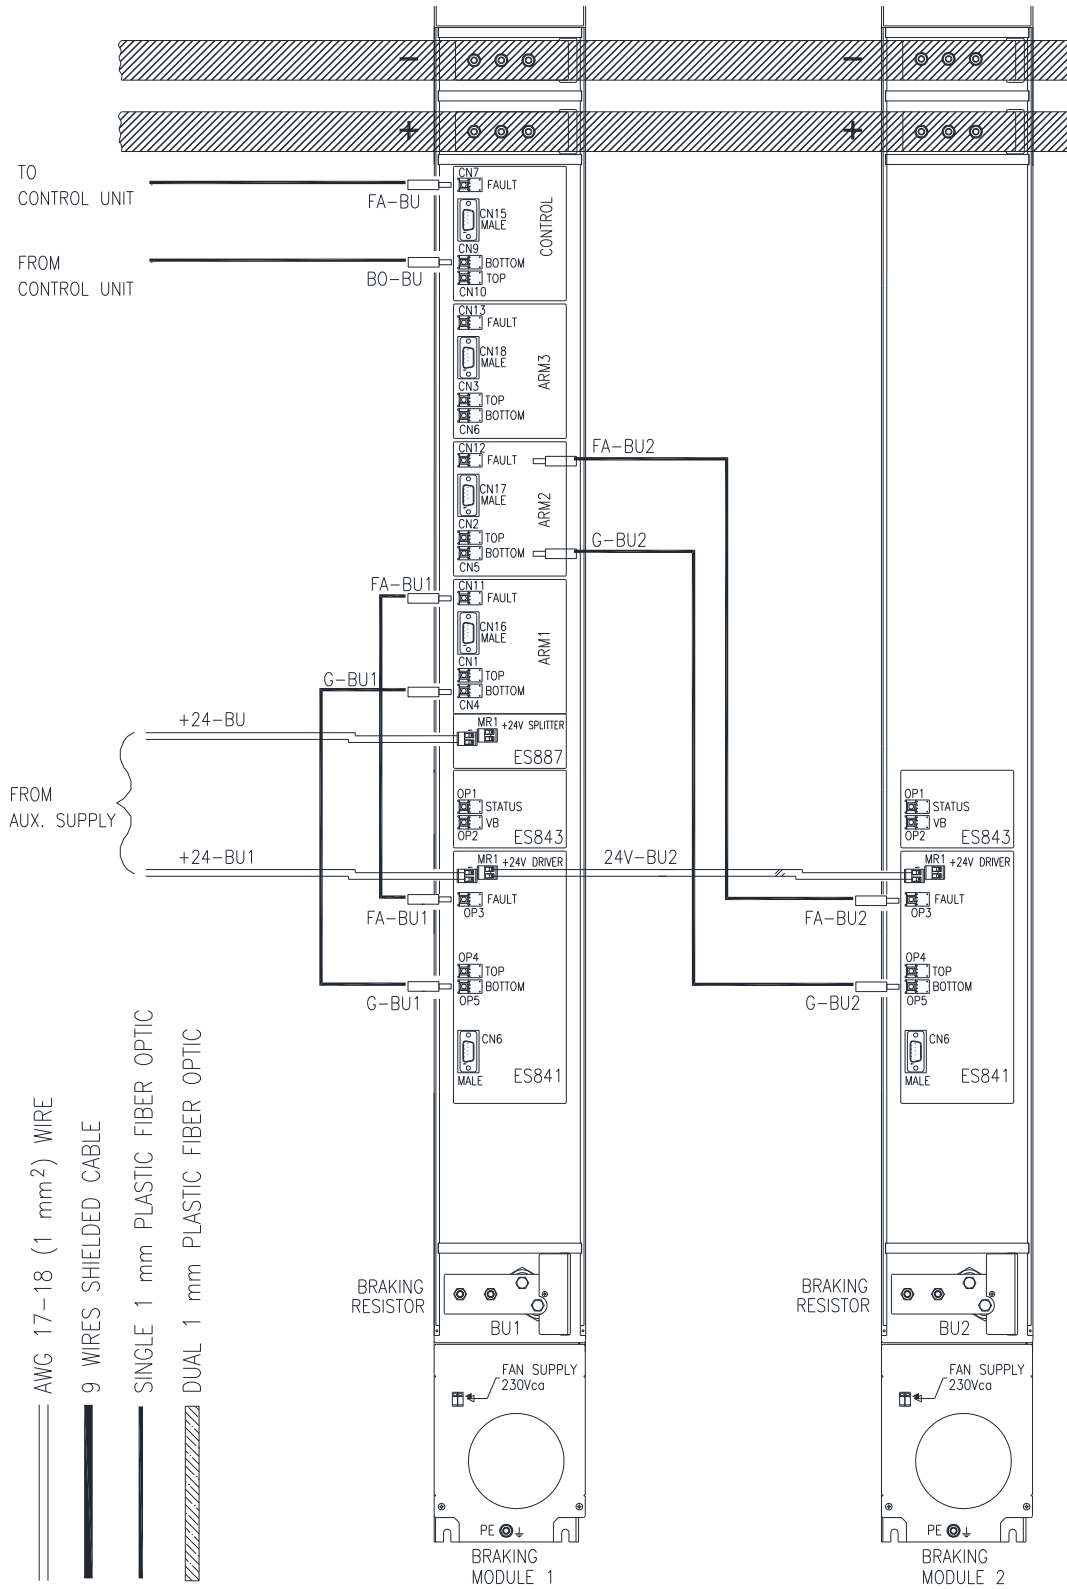 −
−
+
+
TO
CONTROL UNIT
FA-BU
CN7
FAULT
CN15
MALE
CONTROL
FROM
CONTROL UNIT
BO-BU
CN9
BOTTOM
TOP
CN10
CN13
FAULT
CN18
MALE
ARM3
CN3
TOP
BOTTOM
CN6
CN12
FAULT
FA-BU2
CN17
MALE
ARM2
CN2
TOP
BOTTOM
CN5
G-BU2
FA-BU1
CN11
FAULT
CN16
MALE
ARM1
CN1
TOP
BOTTOM
CN4
G-BU1
+24-BU
MR1 +24V SPLITTER
ES887
FROM
AUX. SUPPLY
OP1
STATUS
VB
OP2
ES843
OP1
STATUS
VB
OP2
ES843
+24-BU1
MR1 +24V DRIVER
24V-BU2
MR1 +24V DRIVER
FA-BU1
FAULT
OP3
FA-BU2
FAULT
OP3
G-BU1
OP4
TOP
BOTTOM
OP5
G-BU2
OP4
TOP
BOTTOM
OP5
CN6
MALE
ES841
CN6
MALE
ES841
AWG 17-18 (1 mm²) WIRE
9 WIRES SHIELDED CABLE
SINGLE 1 mm PLASTIC FIBER OPTIC
DUAL 1 mm PLASTIC FIBER OPTIC
BRAKING
RESISTOR
BU1
BRAKING
RESISTOR
BU2
FAN SUPPLY
230Vca
FAN SUPPLY
230Vca
PE
PE
BRAKING
MODULE 1
BRAKING
MODULE 2